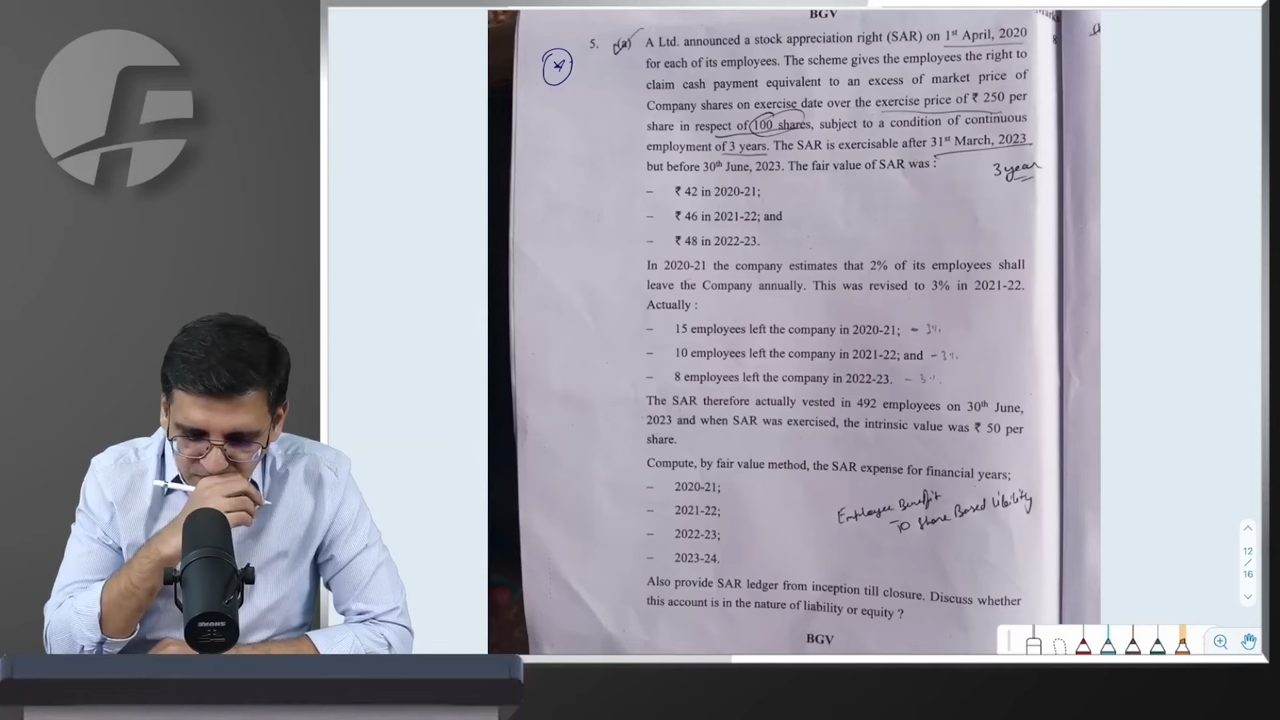 BGV
5. (a) A Ltd. announced a stock appreciation right (SAR) on 1st April, 2020
for each of its employees. The scheme gives the employees the right to
claim cash payment equivalent to an excess of market price of
Company shares on exercise date over the exercise price of ₹ 250 per
share in respect of 100 shares, subject to a condition of continuous
employment of 3 years. The SAR is exercisable after 31st March, 2023
but before 30th June, 2023. The fair value of SAR was :
3 year
– ₹ 42 in 2020-21;
– ₹ 46 in 2021-22; and
– ₹ 48 in 2022-23.
In 2020-21 the company estimates that 2% of its employees shall
leave the Company annually. This was revised to 3% in 2021-22.
Actually :
– 15 employees left the company in 2020-21; – 3%.
– 10 employees left the company in 2021-22; and – 3%.
– 8 employees left the company in 2022-23. – 3%.
The SAR therefore actually vested in 492 employees on 30th June,
2023 and when SAR was exercised, the intrinsic value was ₹ 50 per
share.
Compute, by fair value method, the SAR expense for financial years;
– 2020-21;
– 2021-22;
– 2022-23;
– 2023-24.
Employee Benefit
To Share Based Libility
Also provide SAR ledger from inception till closure. Discuss whether
this account is in the nature of liability or equity ?
BGV
12
/
16